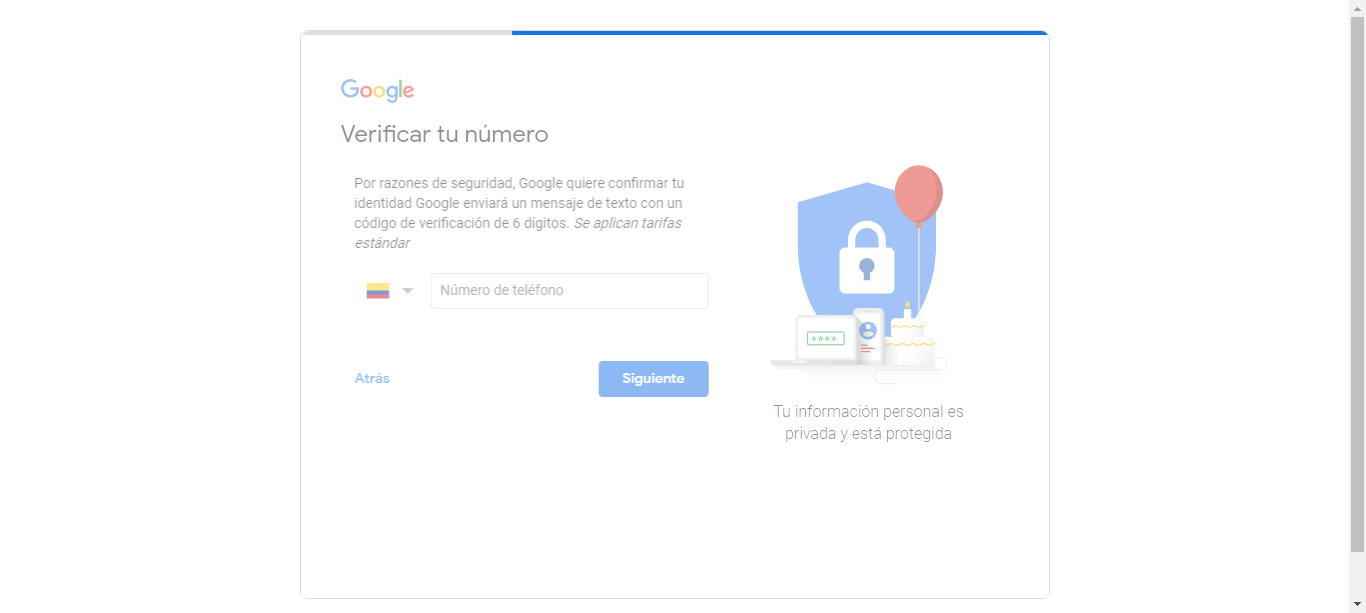 Google
Verificar tu número
Por razones de seguridad, Google quiere confirmar tu
identidad Google enviará un mensaje de texto con un
código de verificación de 6 dígitos. Se aplican tarifas
estándar
Número de teléfono
Atrás
Siguiente
****
Tu información personal es
privada y está protegida